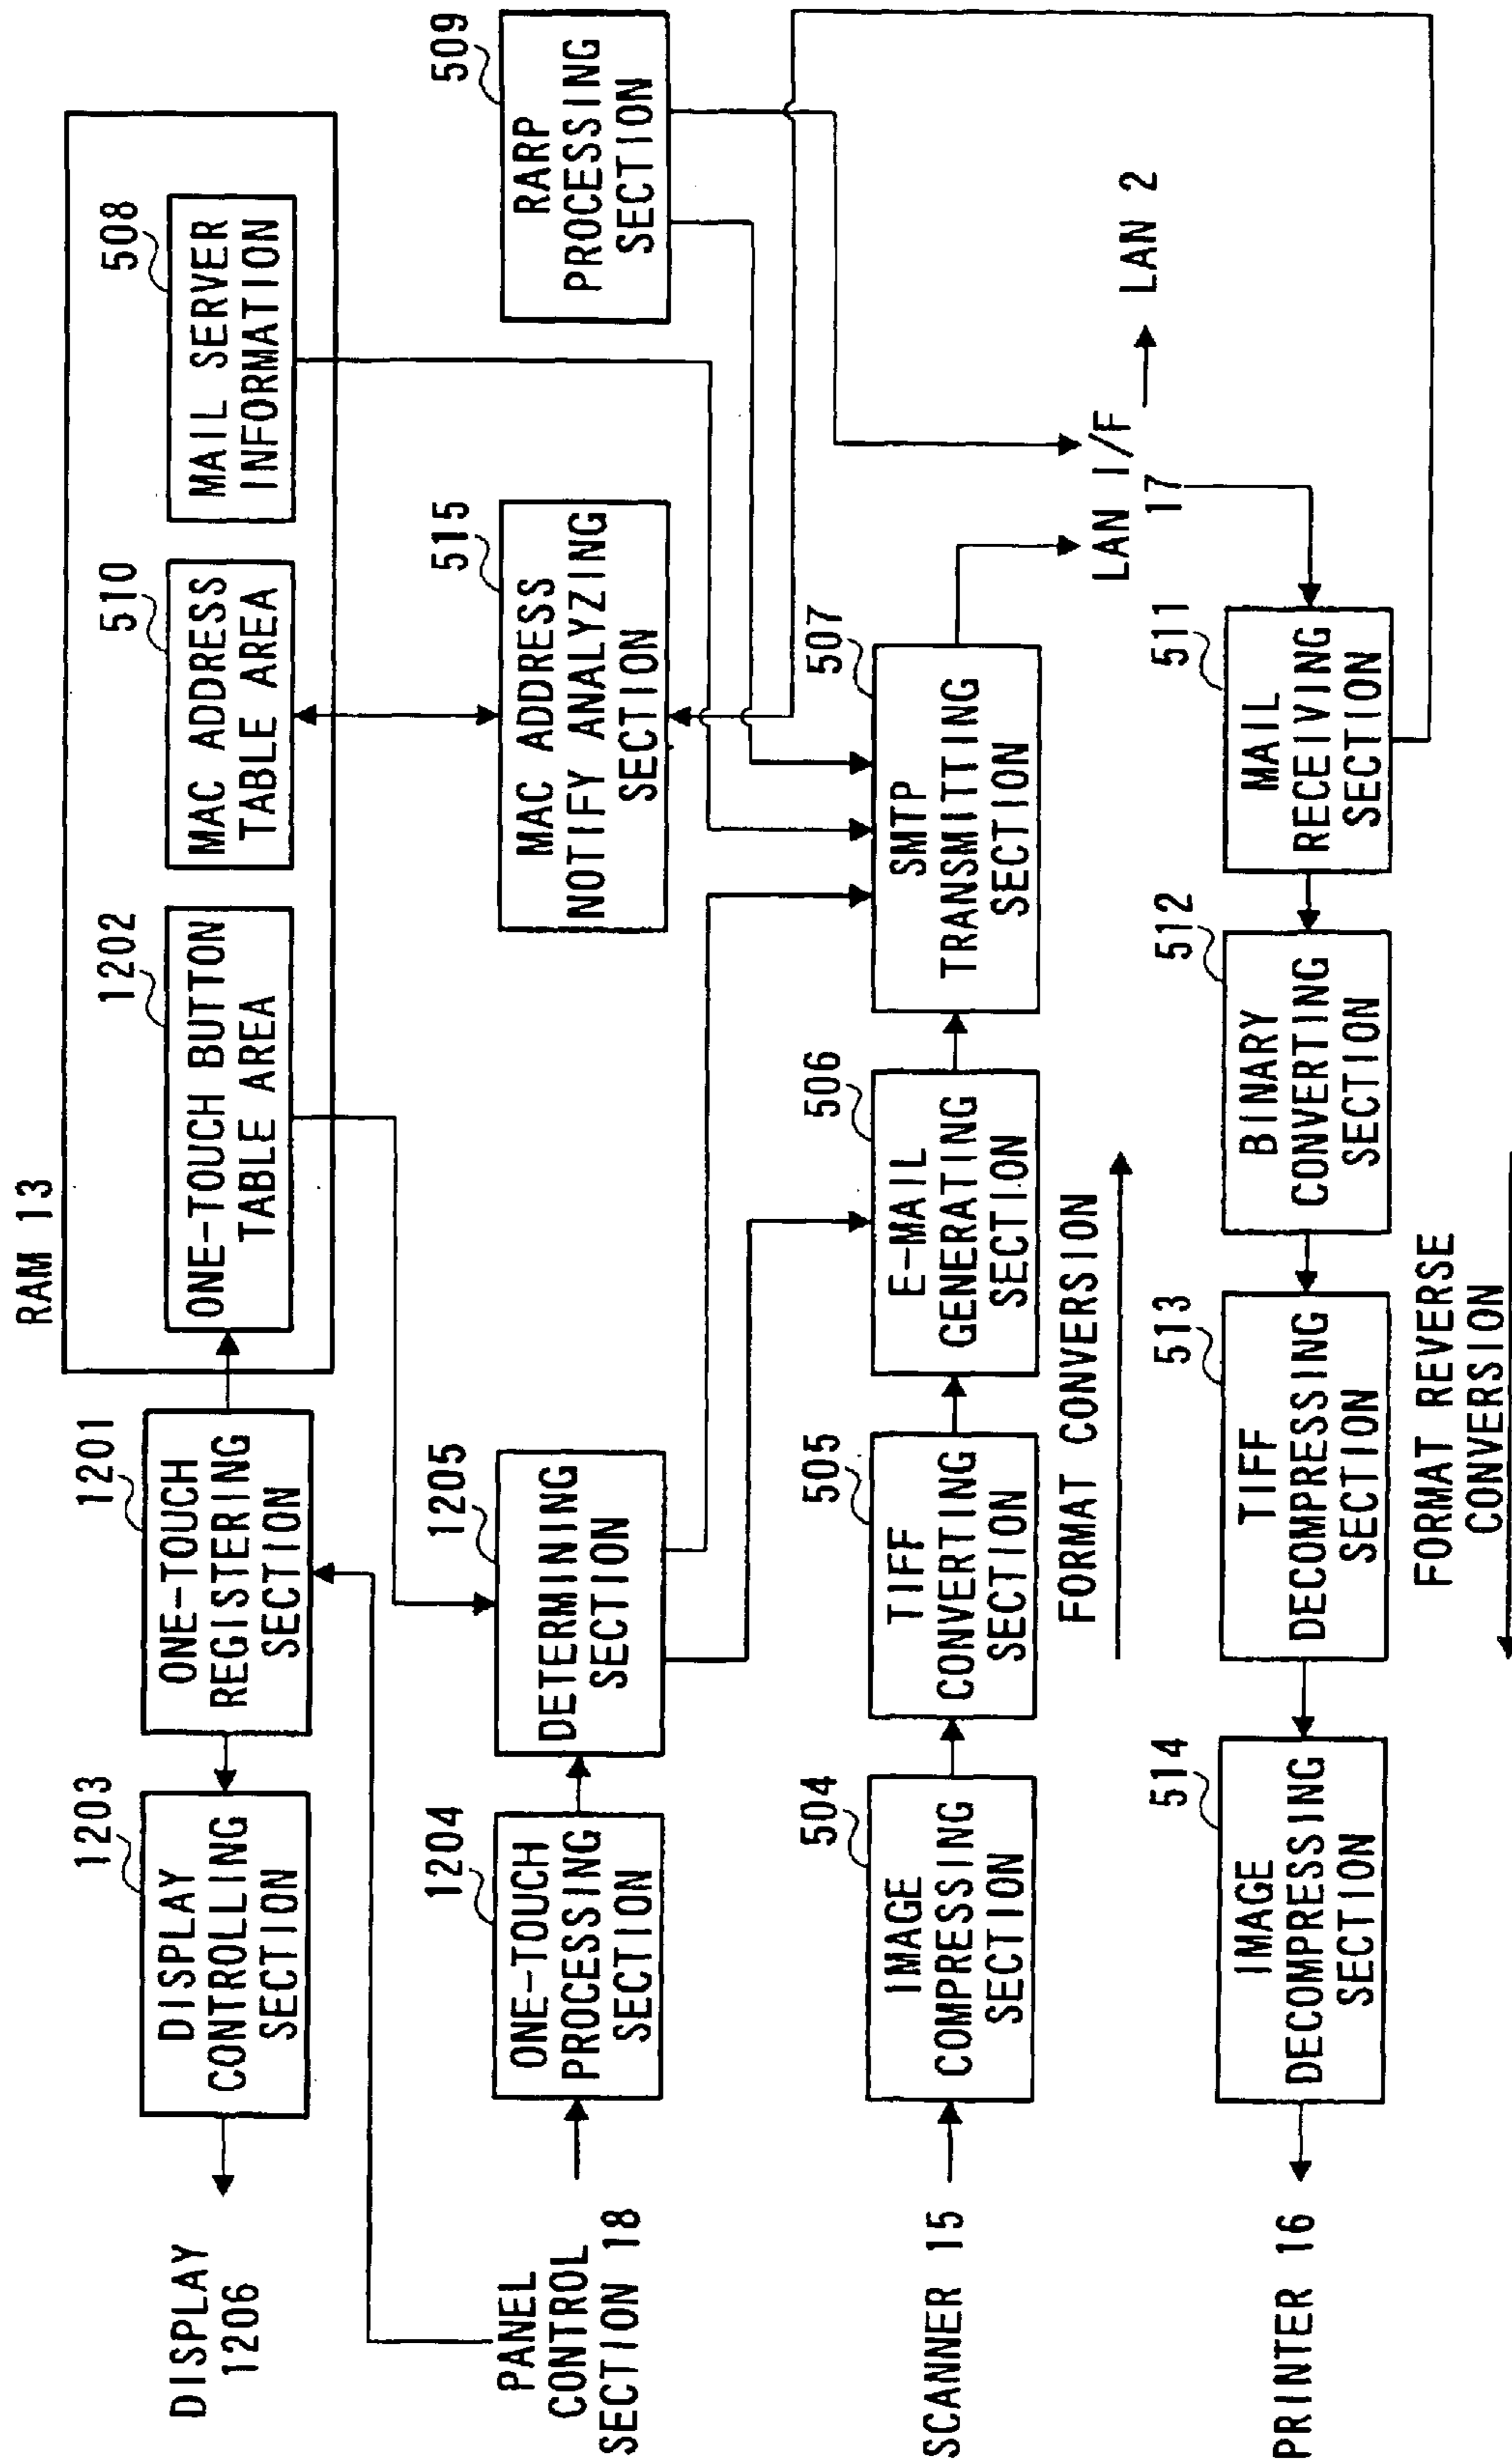 RAM 13
DISPLAY
1206
1203
DISPLAY
CONTROLLING
SECTION
1201
ONE-TOUCH
REGISTERING
SECTION
1202
ONE-TOUCH BUTTON
TABLE AREA
510
MAC ADDRESS
TABLE AREA
508
MAIL SERVER
INFORMATION
PANEL
CONTROL
SECTION 18
1204
ONE-TOUCH
PROCESSING
SECTION
1205
DETERMINING
SECTION
515
MAC ADDRESS
NOTIFY ANALYZING
SECTION
509
RARP
PROCESSING
SECTION
SCANNER 15
504
IMAGE
COMPRESSING
SECTION
505
TIFF
CONVERTING
SECTION
506
E-MAIL
GENERATING
SECTION
507
SMTP
TRANSMITTING
SECTION
FORMAT CONVERSION
LAN I/F
17
LAN 2
PRINTER 16
514
IMAGE
DECOMPRESSING
SECTION
513
TIFF
DECOMPRESSING
SECTION
512
BINARY
CONVERTING
SECTION
511
MAIL
RECEIVING
SECTION
FORMAT REVERSE
CONVERSION